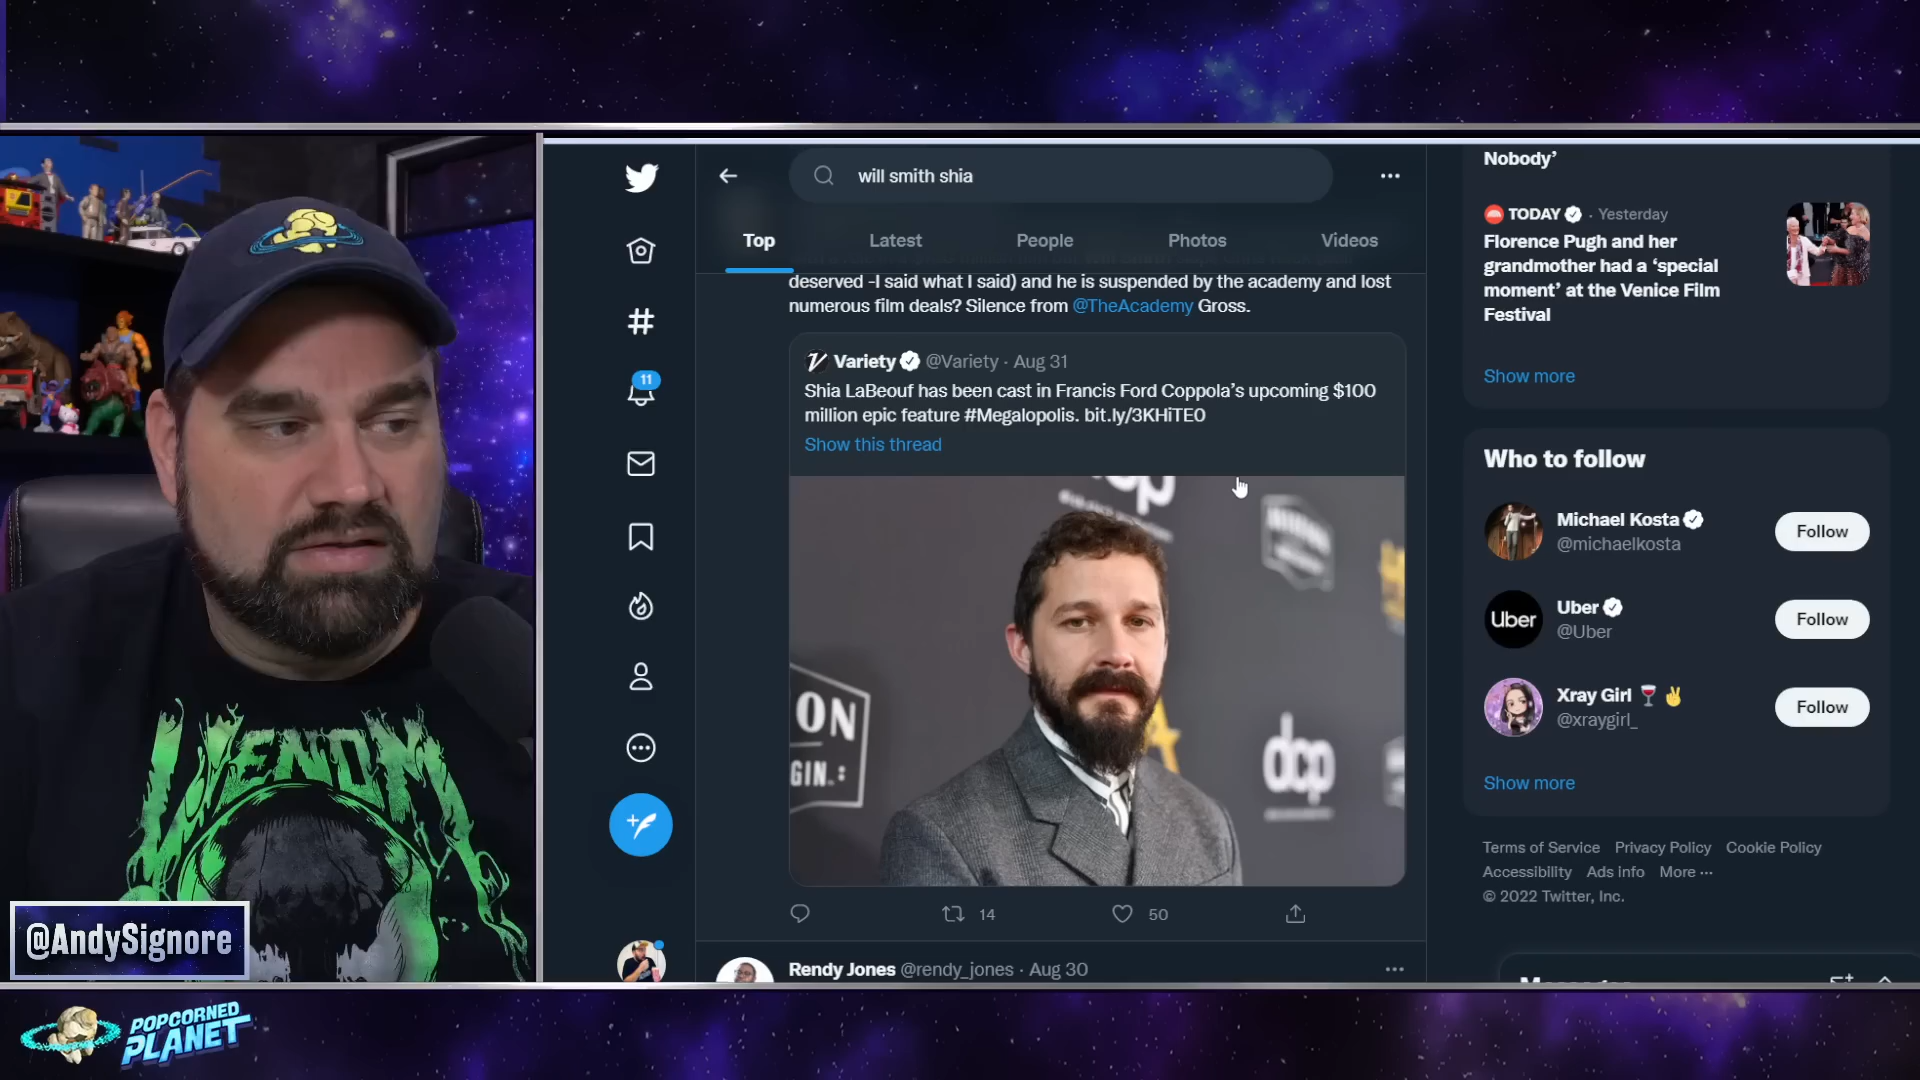 will smith shia
Top
Latest
People
Photos
Videos
deserved -I said what I said) and he is suspended by the academy and lost
numerous film deals? Silence from @TheAcademy Gross.
Variety @Variety · Aug 31
Shia LaBeouf has been cast in Francis Ford Coppola's upcoming $100
million epic feature #Megalopolis. bit.ly/3KHiTE0
Show this thread
ON
GIN.:
dcp
14
50
Rendy Jones @rendy_jones · Aug 30
11
Nobody'
TODAY · Yesterday
Florence Pugh and her
grandmother had a 'special
moment' at the Venice Film
Festival
Show more
Who to follow
Michael Kosta
@michaelkosta
Follow
Uber
Uber
@Uber
Follow
Xray Girl 🍷✌
@xraygirl_
Follow
Show more
Terms of Service Privacy Policy Cookie Policy
Accessibility Ads info More ···
© 2022 Twitter, Inc.
VENOM
@AndySignore
POPCORNED
PLANET